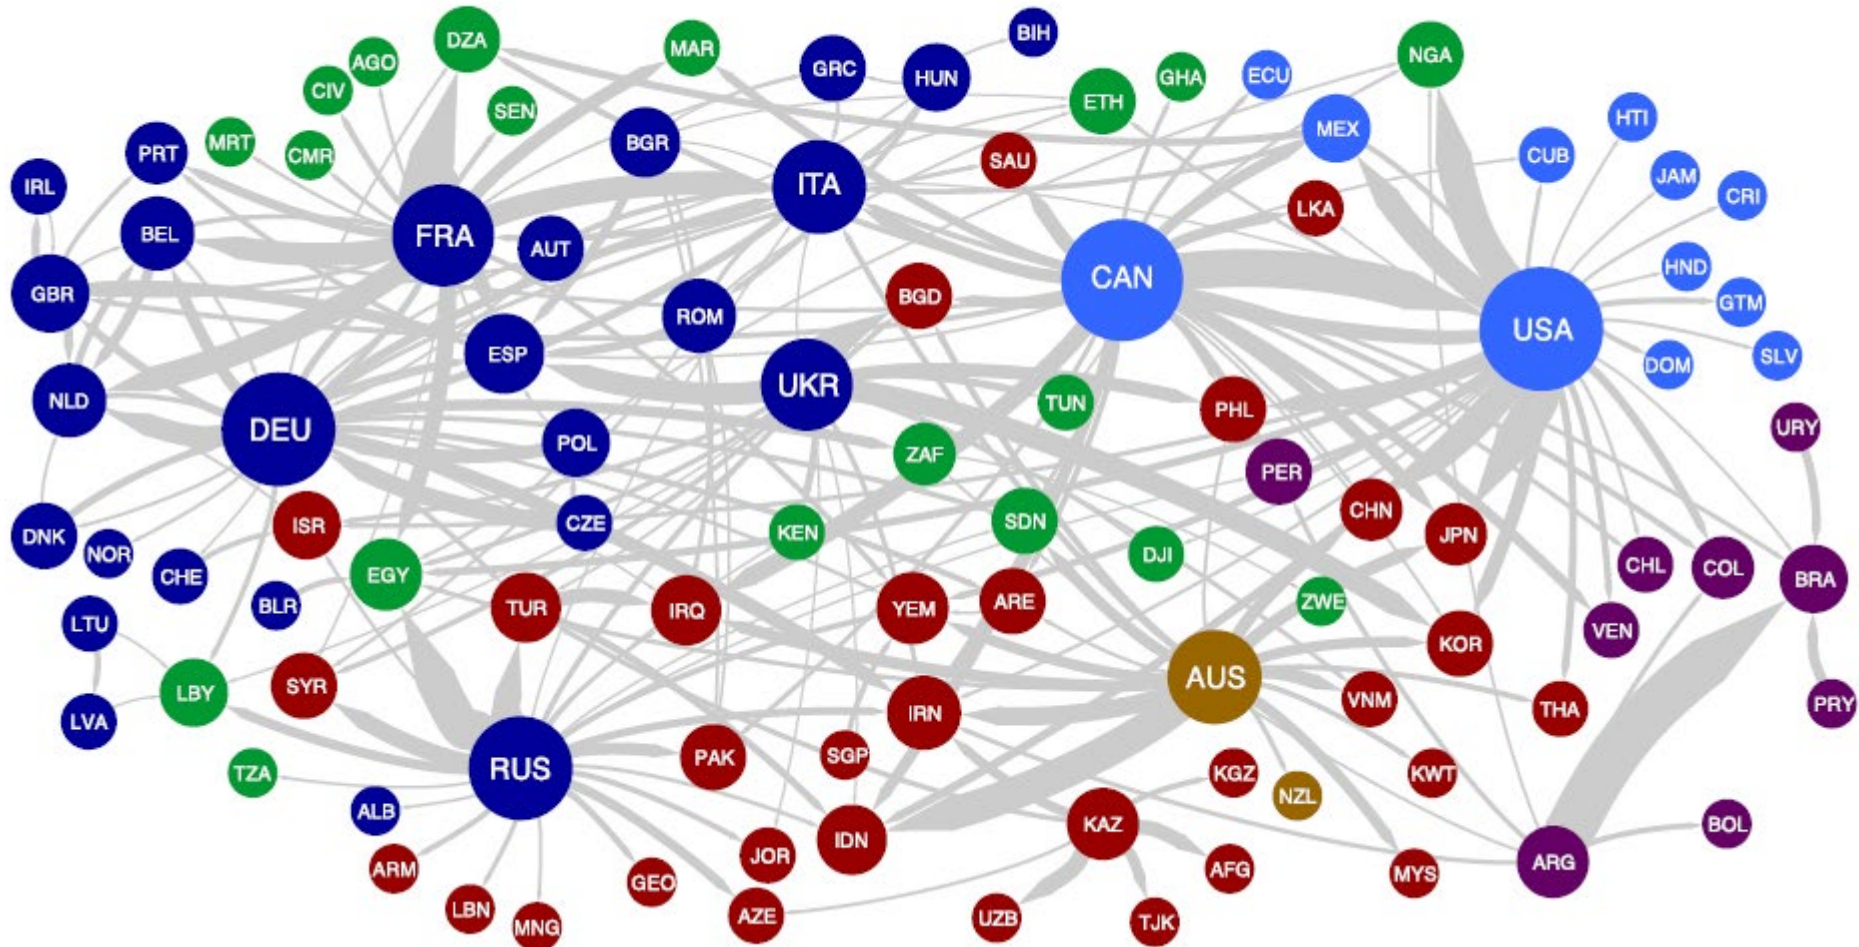 DZA
MAR
BIH
AGO
GRC
HUN
NGA
CIV
GHA
ECU
SEN
ETH
MRT
CMR
BGR
MEX
HTI
PRT
SAU
CUB
IRL
ITA
JAM
CRI
BEL
FRA
AUT
LKA
GBR
CAN
HND
BGD
GTM
ROM
USA
ESP
SLV
DOM
NLD
UKR
TUN
PHL
DEU
POL
ZAF
PER
URY
ISR
CZE
KEN
SDN
CHN
DNK
NOR
DJI
JPN
CHE
EGY
CHL
COL
BRA
BLR
TUR
IRQ
YEM
ARE
ZWE
LTU
VEN
KOR
LBY
SYR
AUS
LVA
IRN
VNM
THA
PRY
TZA
RUS
PAK
SGP
KGZ
KWT
NZL
ALB
IDN
KAZ
BOL
ARM
JOR
ARG
GEO
AFG
MYS
LBN
AZE
UZB
TJK
MNG